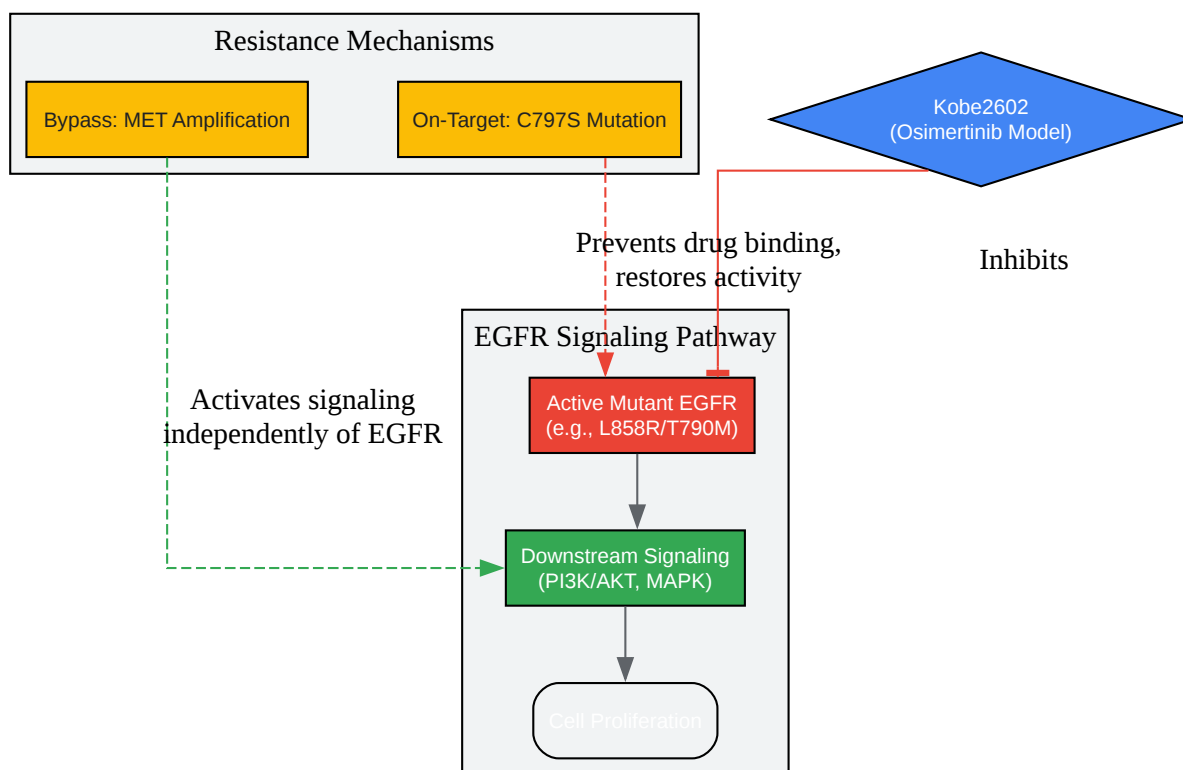 Resistance Mechanisms
Bypass: MET Amplification
On-Target: C797S Mutation
Kobe2602
(Osimertinib Model)
Prevents drug binding,
restores activity
Inhibits
EGFR Signaling Pathway
Active Mutant EGFR
(e.g., L858R/T790M)
Activates signaling
independently of EGFR
Downstream Signaling
(PI3K/AKT, MAPK)
Cell Proliferation